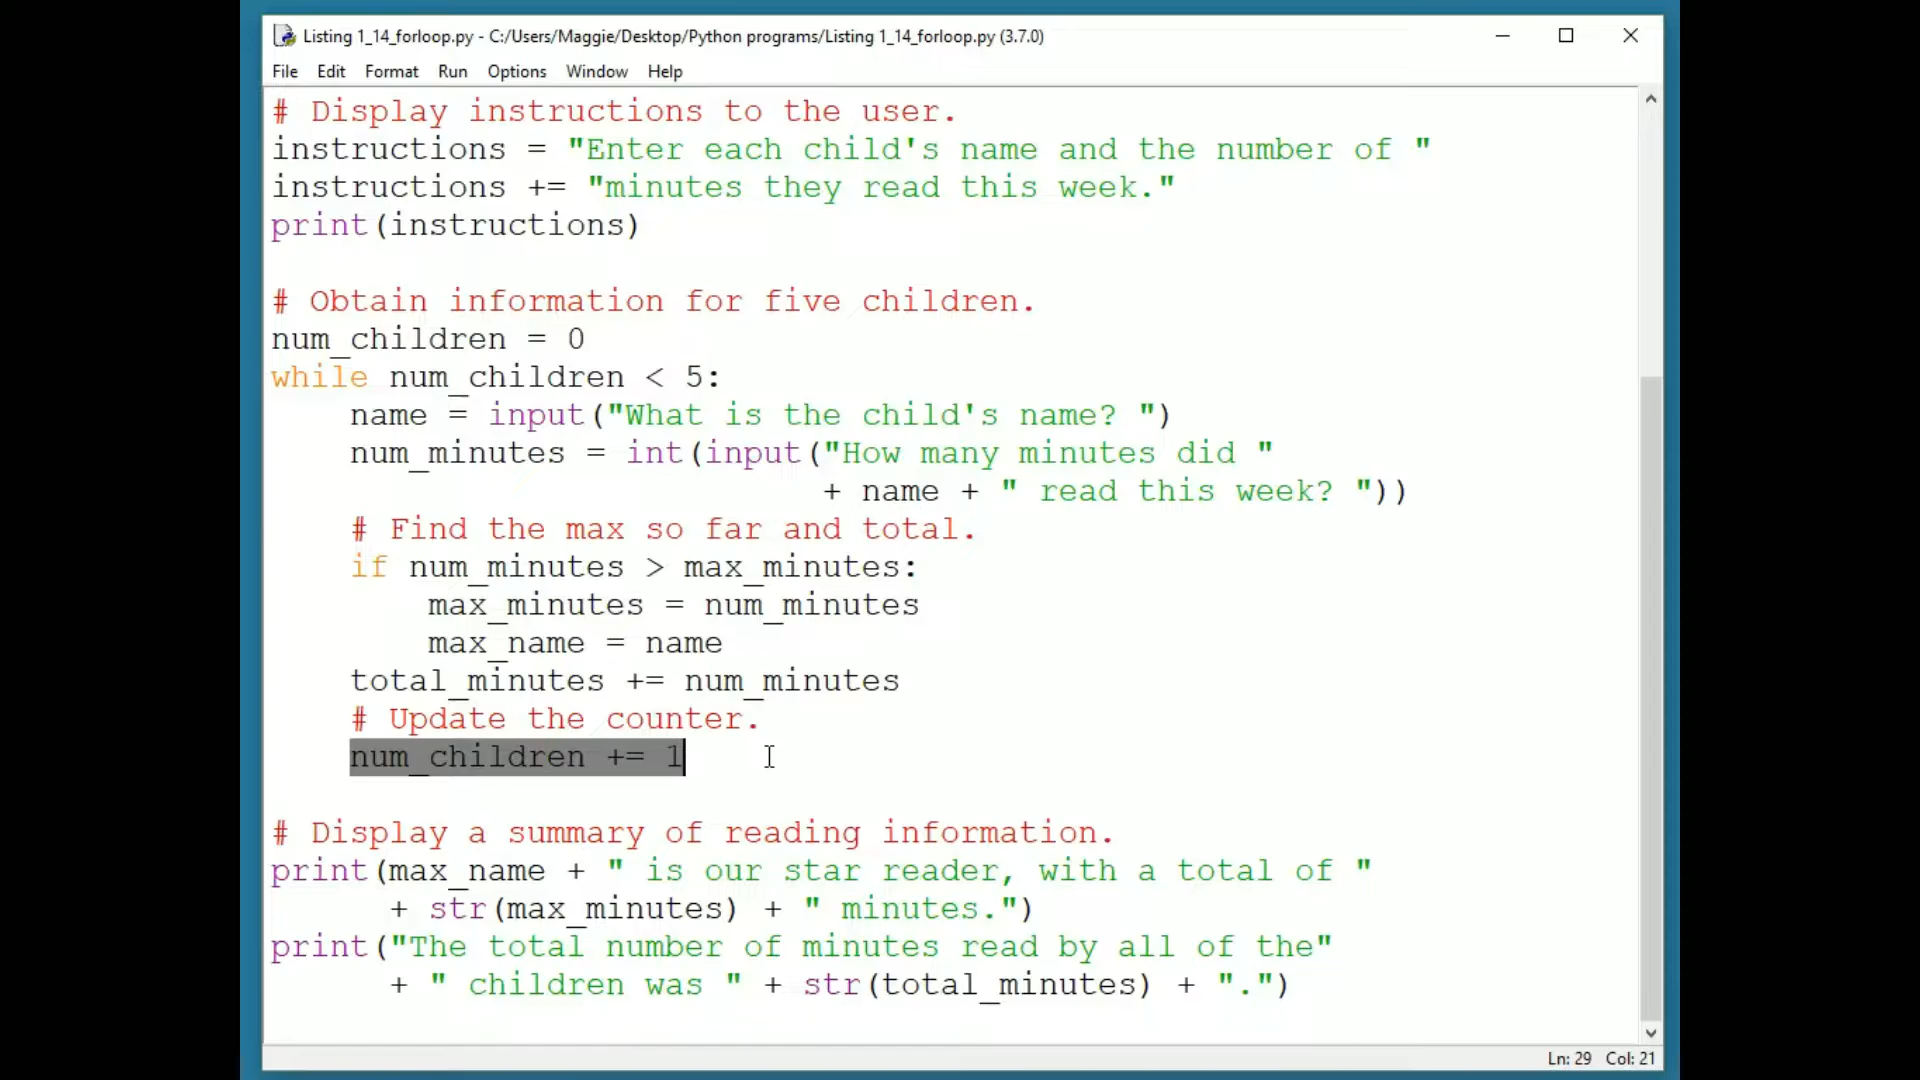 Listing 1_14_forloop.py - C:/Users/Maggie/Desktop/Python programs/Listing 1_14_forloop.py (3.7.0)
File Edit Format Run Options Window Help
# Display instructions to the user.
instructions = "Enter each child's name and the number of "
instructions += "minutes they read this week."
print(instructions)
# Obtain information for five children.
num_children = 0
while num_children < 5:
    name = input("What is the child's name? ")
    num_minutes = int(input("How many minutes did "
                            + name + " read this week? "))
    # Find the max so far and total.
    if num_minutes > max_minutes:
        max_minutes = num_minutes
        max_name = name
    total_minutes += num_minutes
    # Update the counter.
    num_children += 1
# Display a summary of reading information.
print(max_name + " is our star reader, with a total of "
      + str(max_minutes) + " minutes.")
print("The total number of minutes read by all of the"
      + " children was " + str(total_minutes) + ".")
Ln: 29 Col: 21